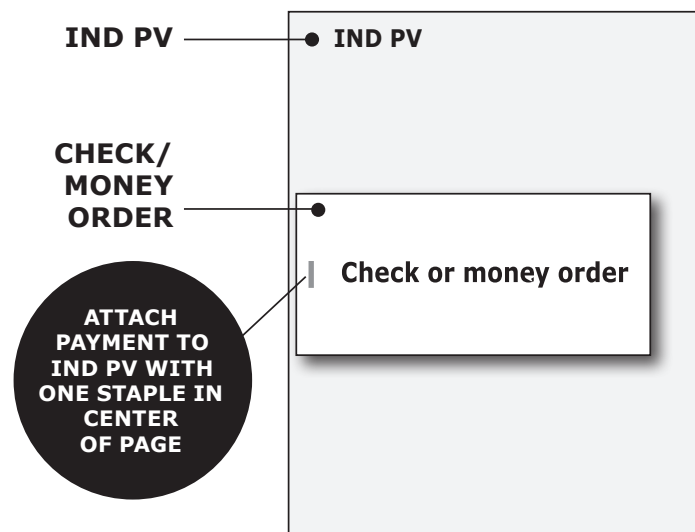 IND PV
IND PV
CHECK/
MONEY
ORDER
Check or money order
ATTACH
PAYMENT TO
IND PV WITH
ONE STAPLE IN
CENTER
OF PAGE